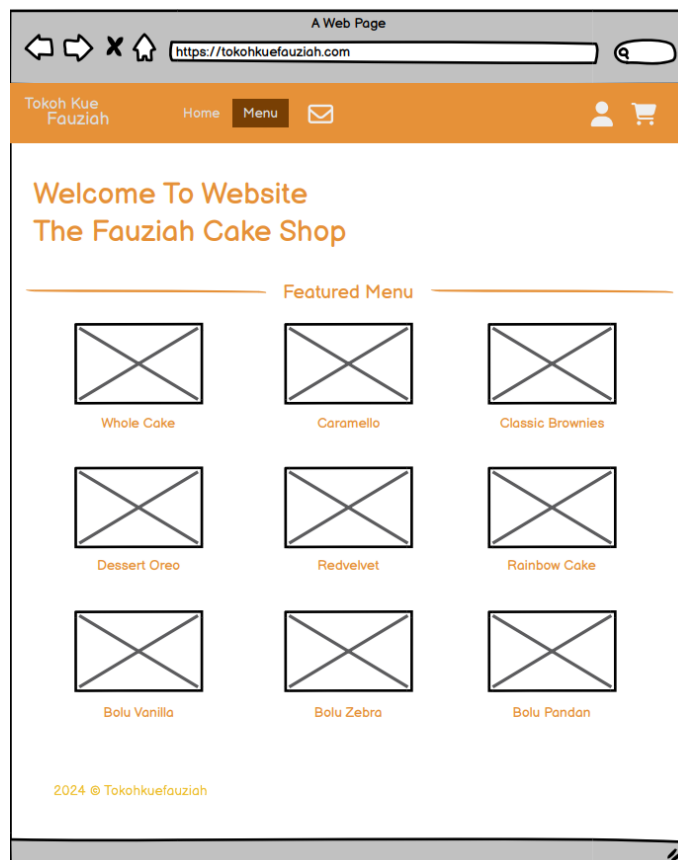 A Web Page
https://tokohkuefauziah.com
Tokoh Kue
Fauziah
Home
Menu
Welcome To Website
The Fauziah Cake Shop
Featured Menu
Whole Cake
Caramello
Classic Brownies
Dessert Oreo
Redvelvet
Rainbow Cake
Bolu Vanilla
Bolu Zebra
Bolu Pandan
2024 © Tokohkuefauziah